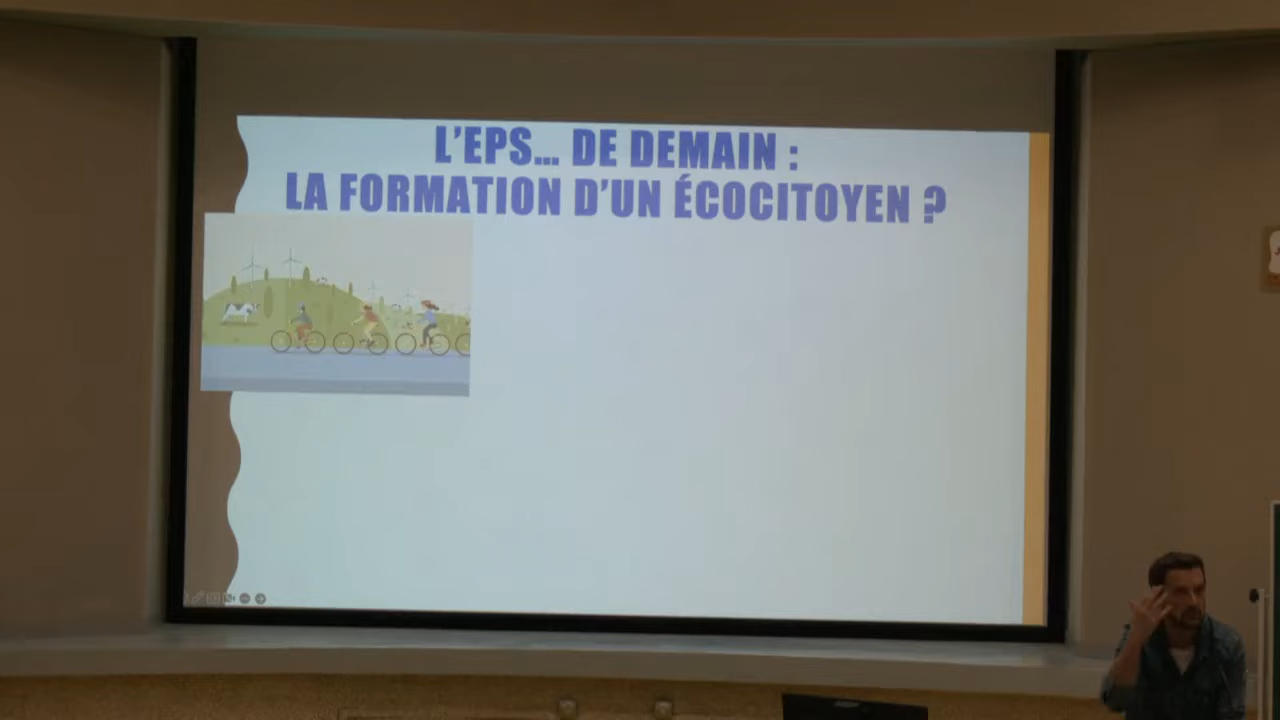 L'EPS... DE DEMAIN :
LA FORMATION D'UN ÉCOCITOYEN ?